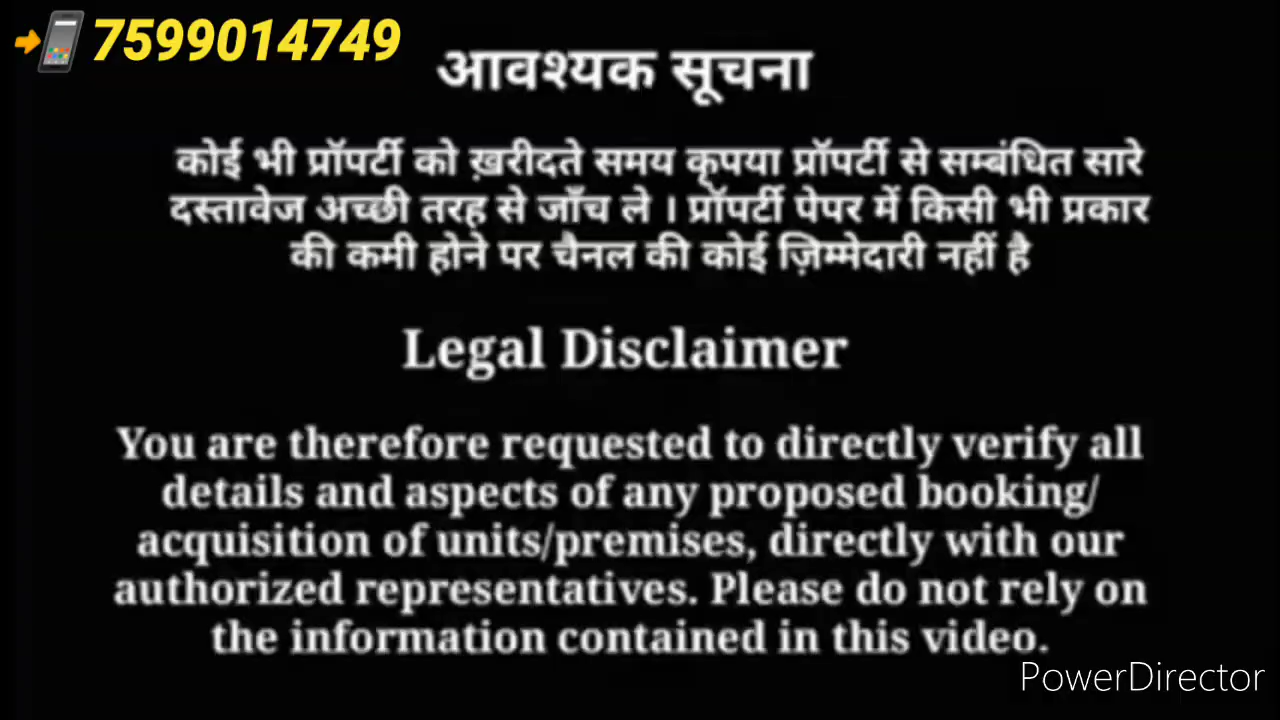 7599014749
आवश्यक सूचना
कोई भी प्रॉपर्टी को ख़रीदते समय कृपया प्रॉपर्टी से सम्बंधित सारे
दस्तावेज अच्छी तरह से जाँच ले । प्रॉपर्टी पेपर में किसी भी प्रकार
की कमी होने पर चैनल की कोई ज़िम्मेदारी नहीं है
Legal Disclaimer
You are therefore requested to directly verify all
details and aspects of any proposed booking/
acquisition of units/premises, directly with our
authorized representatives. Please do not rely on
the information contained in this video.
PowerDirector